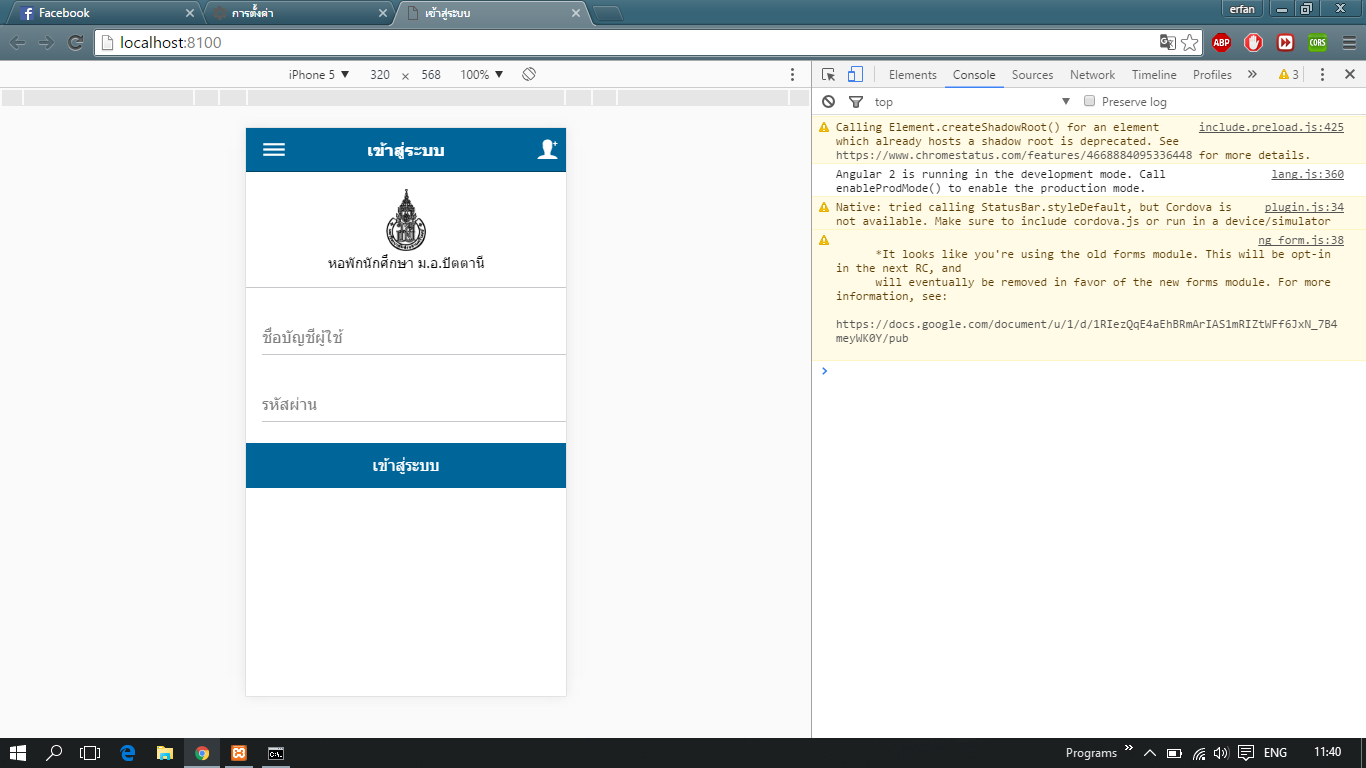 Facebook
การตั้งค่า
เข้าสู่ระบบ
erfan
localhost:8100
ABP
CORS
iPhone 5 ▼ 320 × 568 100% ▼
Elements Console Sources Network Timeline Profiles » 3
top ▼ Preserve log
เข้าสู่ระบบ
หอพักนักศึกษา ม.อ.ปัตตานี
ชื่อบัญชีผู้ใช้
รหัสผ่าน
เข้าสู่ระบบ
Calling Element.createShadowRoot() for an element include.preload.js:425
which already hosts a shadow root is deprecated. See
https://www.chromestatus.com/features/4668884095336448 for more details.
Angular 2 is running in the development mode. Call lang.js:360
enableProdMode() to enable the production mode.
Native: tried calling StatusBar.styleDefault, but Cordova is plugin.js:34
not available. Make sure to include cordova.js or run in a device/simulator
ng_form.js:38
*It looks like you're using the old forms module. This will be opt-in
in the next RC, and
will eventually be removed in favor of the new forms module. For more
information, see:
https://docs.google.com/document/u/1/d/1RIezQqE4aEhBRmArIAS1mRIZtWFf6JxN_7B4
meyWK0Y/pub
Programs » ENG 11:40